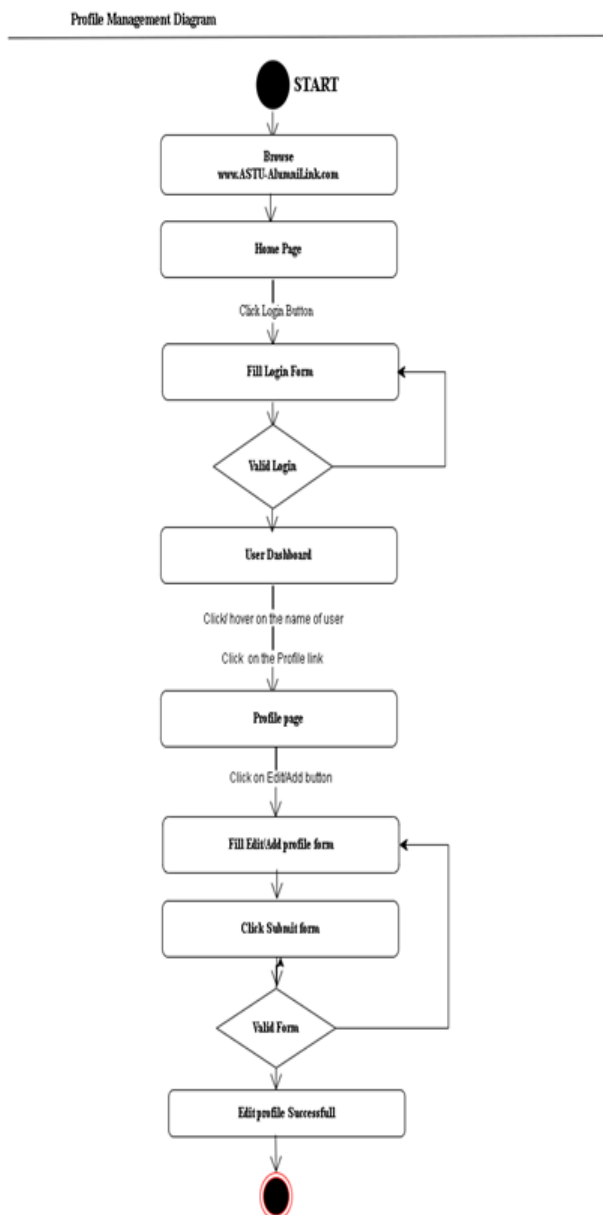 Profile Management Diagram
START
Browse
www.ASTU-AlumniLink.com
Home Page
Click Login Button
Fill Login Form
Valid Login
User Dashboard
Click/ hover on the name of user
Click on the Profile link
Profile page
Click on Edit/Add button
Fill Edit/Add profile form
Click Submit form
Valid Form
Edit profile Successfull